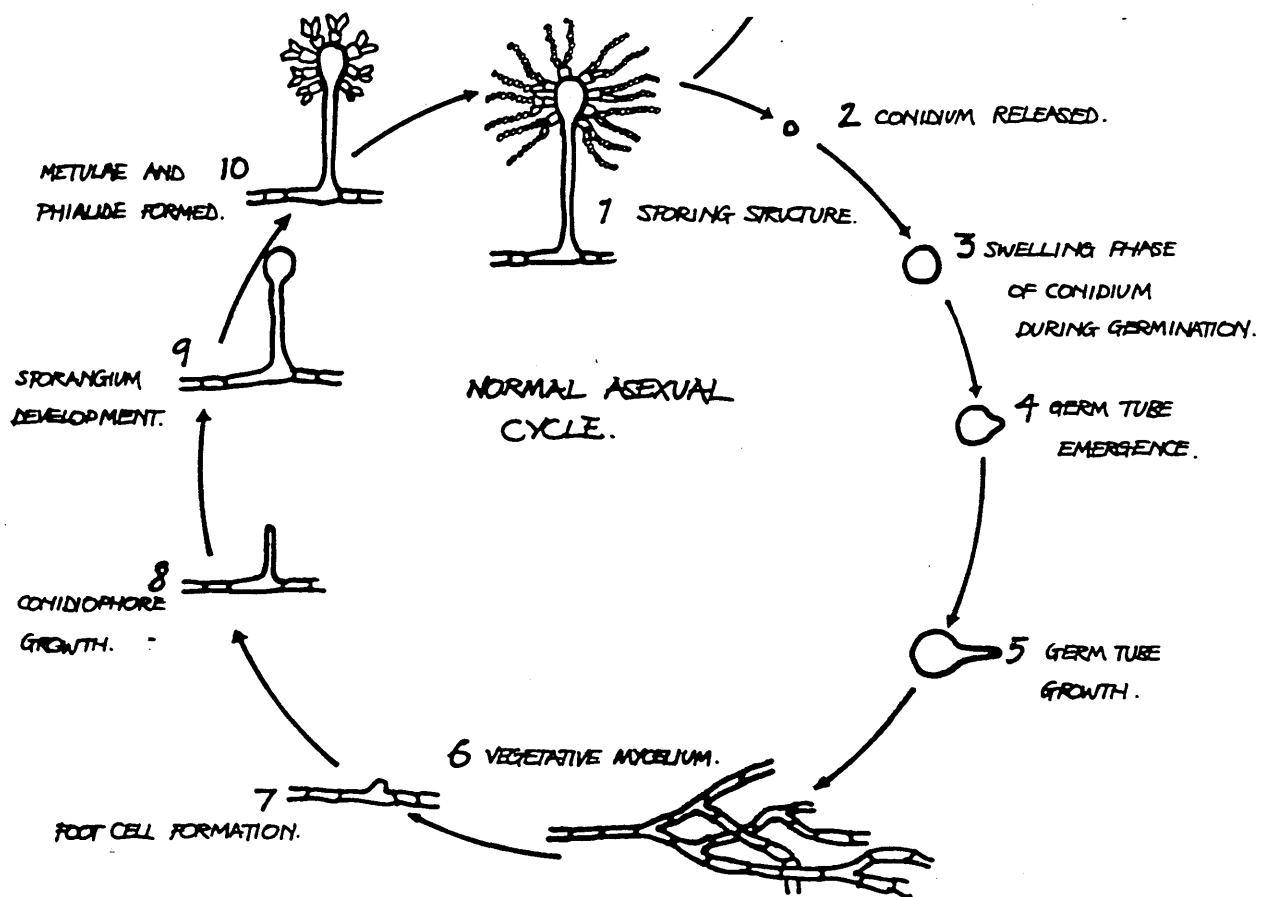 1 SPORING STRUCTURE.
2 CONIDIUM RELEASED.
3 SWELLING PHASE
OF CONIDIUM
DURING GERMINATION.
4 GERM TUBE
EMERGENCE.
5 GERM TUBE
GROWTH.
6 VEGETATIVE MYCELIUM.
7
FOOT CELL FORMATION.
8
CONIDIOPHORE
GROWTH.
9
SPORANGIUM
DEVELOPMENT.
METULAE AND 10
PHIALIDE FORMED.
NORMAL ASEXUAL
CYCLE.